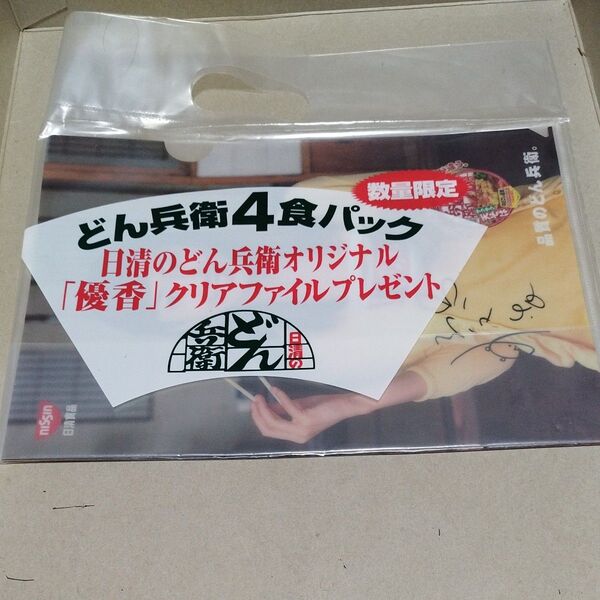 数量限定
どん兵衛4食パック
日清のどん兵衛オリジナル
「優香」クリアファイルプレゼント
日清の
どん
兵衛
品質のどん兵衛。
NISSIN
日清食品